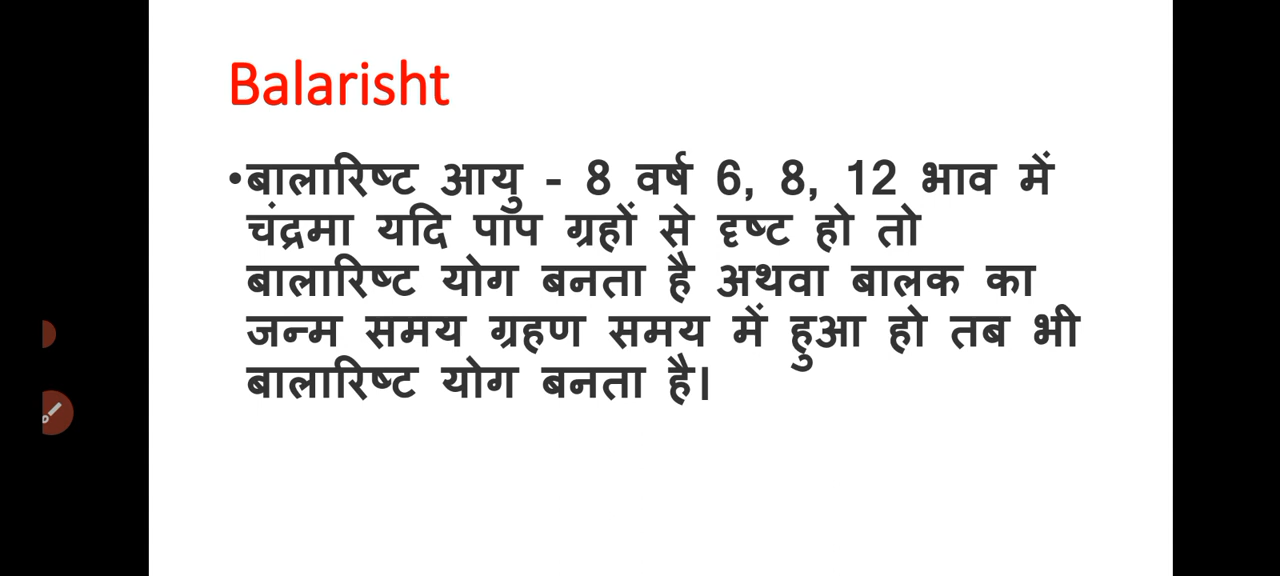 Balarisht
•बालारिष्ट आयु - 8 वर्ष 6, 8, 12 भाव में
चंद्रमा यदि पाप ग्रहों से दृष्ट हो तो
बालारिष्ट योग बनता है अथवा बालक का
जन्म समय ग्रहण समय में हुआ हो तब भी
बालारिष्ट योग बनता है।